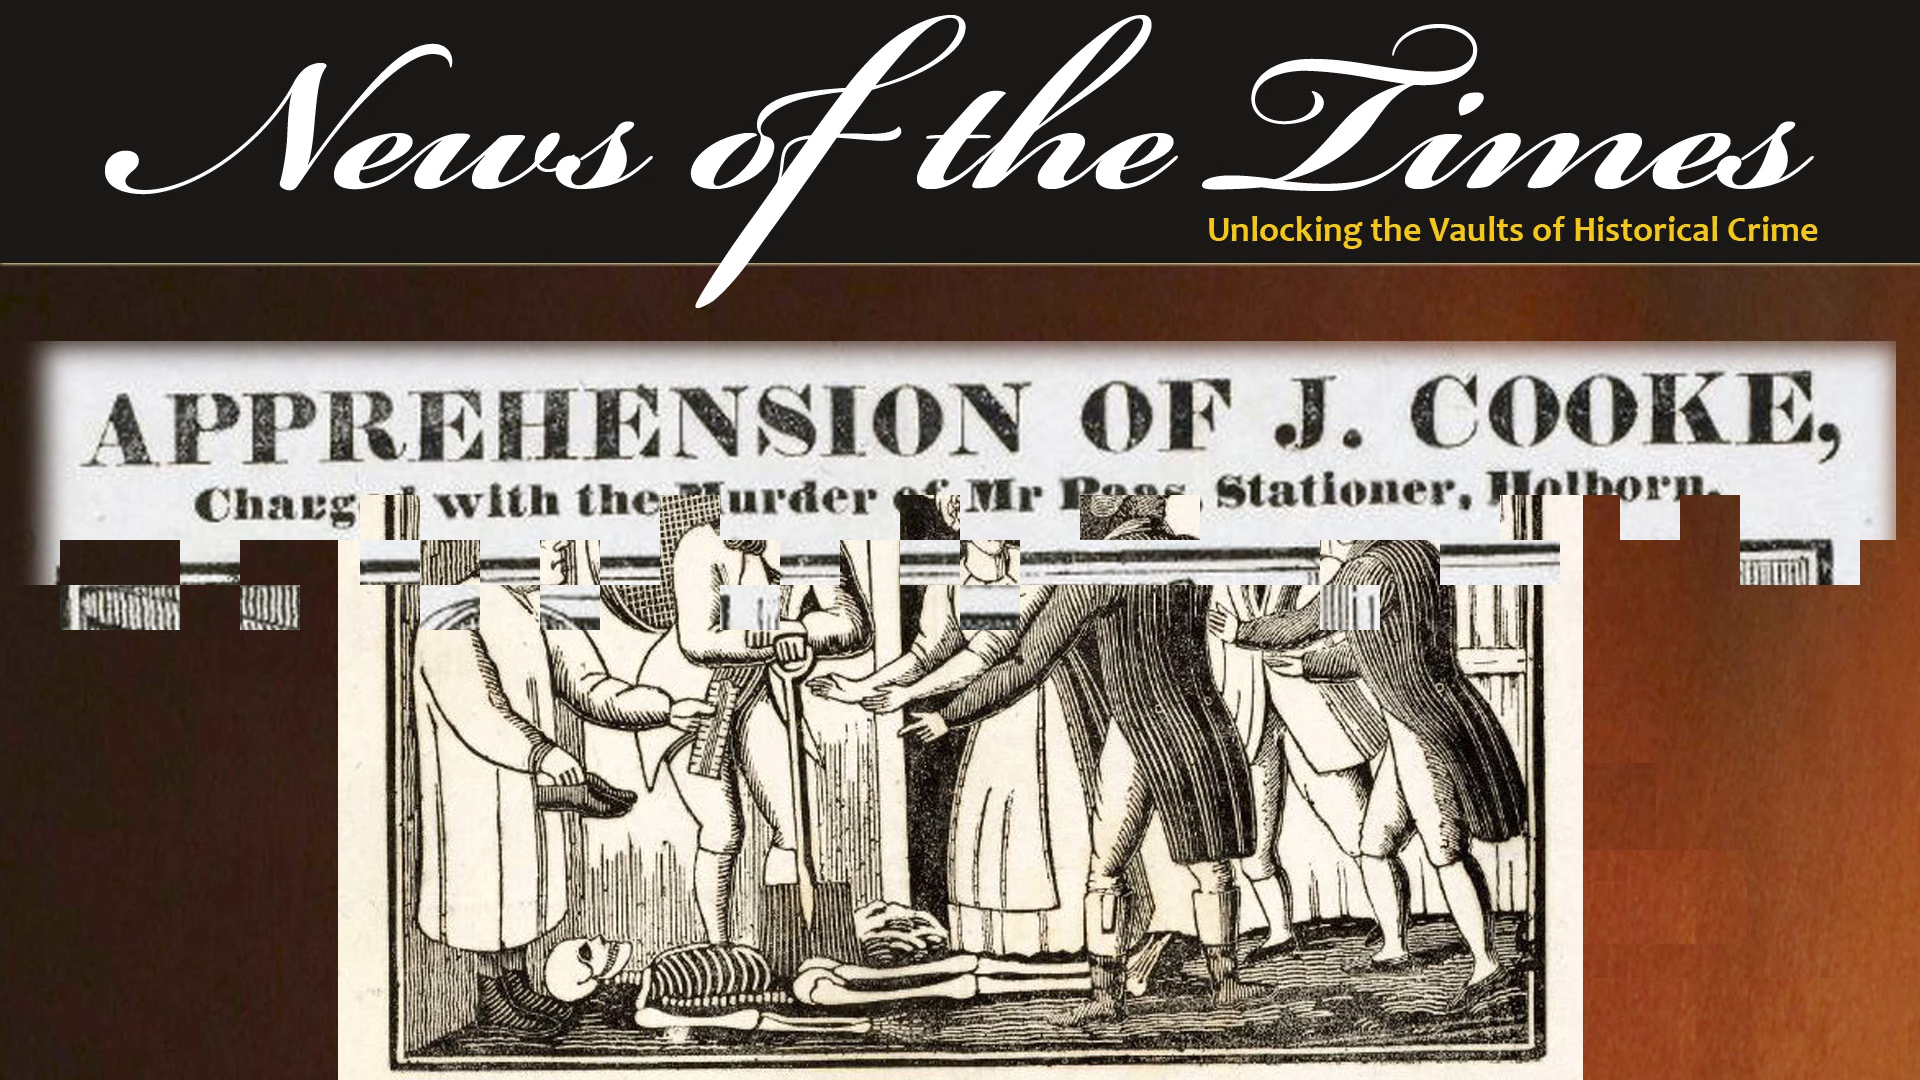 News of the Times
Unlocking the Vaults of Historical Crime
APPREHENSION OF J. COOKE,
Charged with the Murder of Mr Paas, Stationer, Holborn.